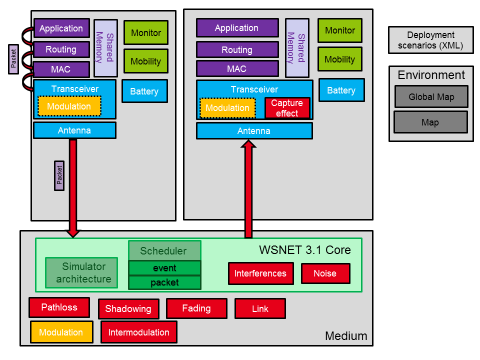 Application
Routing
MAC
Shared
Memory
Monitor
Mobility
Packet
Transceiver
Modulation
Battery
Antenna
Packet
Application
Routing
MAC
Shared
Memory
Monitor
Mobility
Transceiver
Modulation
Capture
effect
Battery
Antenna
Deployment
scenarios (XML)
Environment
Global Map
Map
Scheduler
event
packet
WSNET 3.1 Core
Simulator
architecture
Interferences
Noise
Pathloss
Shadowing
Fading
Link
Modulation
Intermodulation
Medium